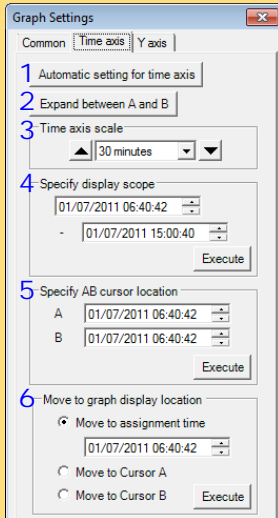 Graph Settings
Common Time axis Y axis
1 Automatic setting for time axis
2 Expand between A and B
3 Time axis scale
30 minutes
4 Specify display scope
01/07/2011 06:40:42
- 01/07/2011 15:00:40
Execute
5 Specify AB cursor location
A 01/07/2011 06:40:42
B 01/07/2011 06:40:42
Execute
6 Move to graph display location
Move to assignment time
01/07/2011 06:40:42
Move to Cursor A
Move to Cursor B Execute